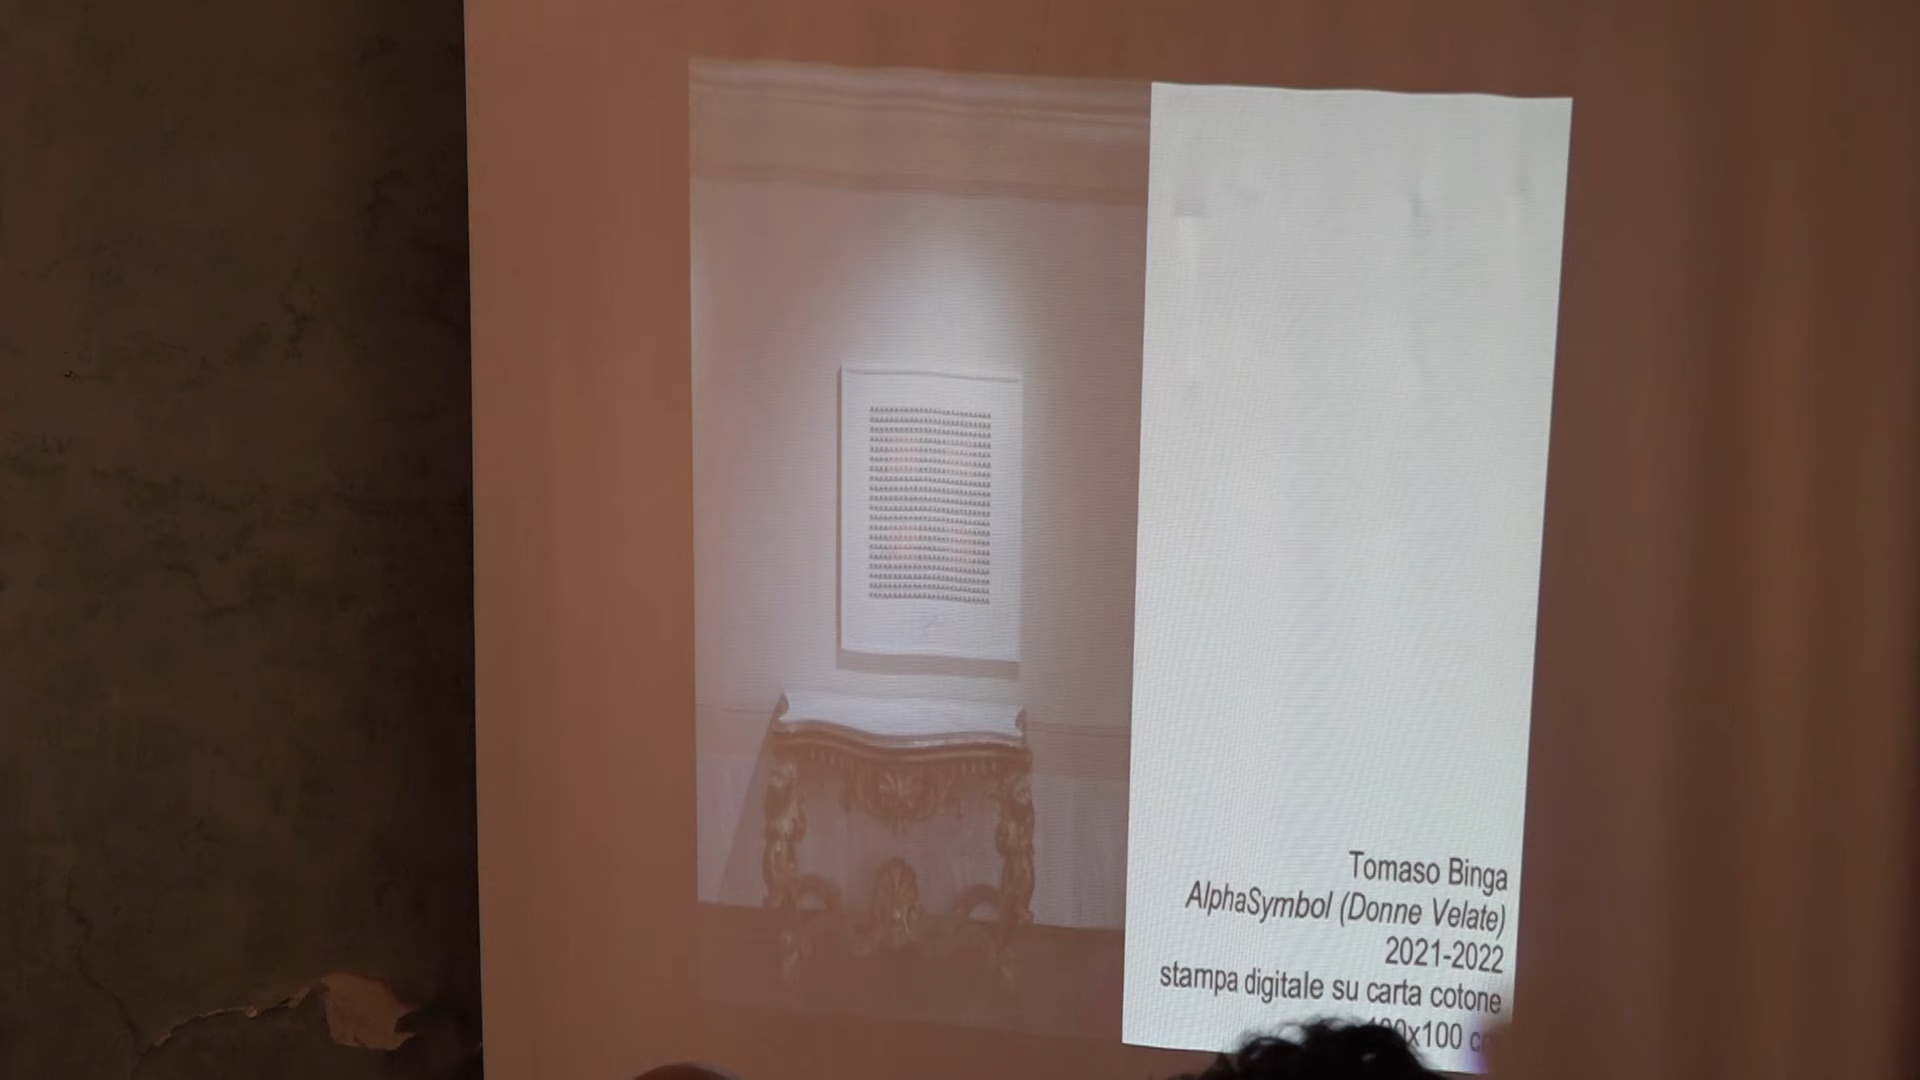 Tomaso Binga
AlphaSymbol (Donne Velate)
2021-2022
stampa digitale su carta cotone